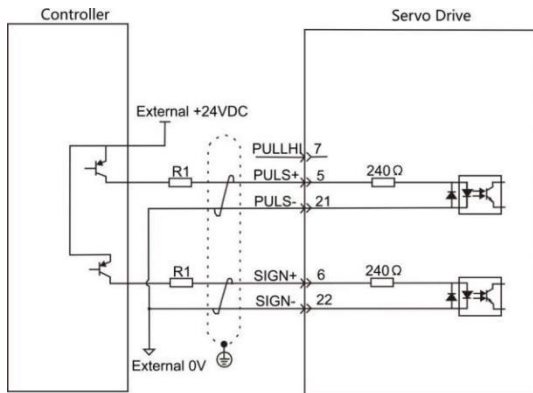 Controller
Servo Drive
External +24VDC
PULLHI 7
R1 PULS+ 5 240Ω
PULS- 21
R1 SIGN+ 6 240Ω
SIGN- 22
External 0V